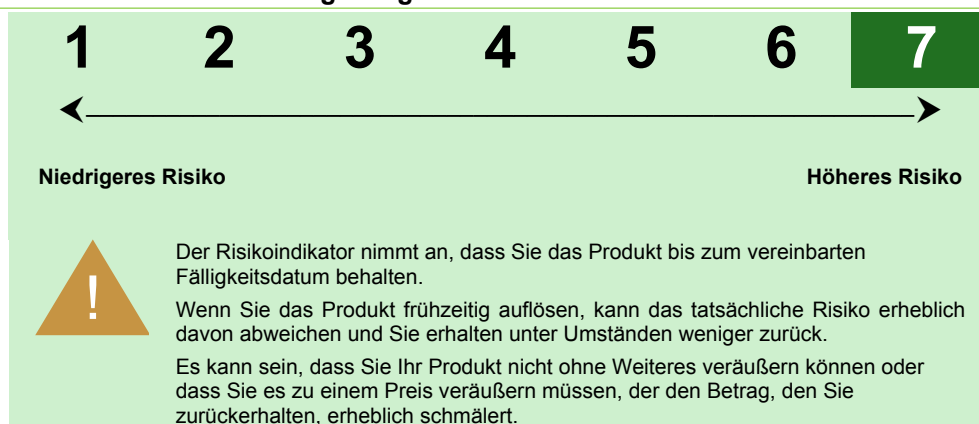 1 2 3 4 5 6 7
Niedrigeres Risiko Höheres Risiko
!
Der Risikoindikator nimmt an, dass Sie das Produkt bis zum vereinbarten
Fälligkeitsdatum behalten.
Wenn Sie das Produkt frühzeitig auflösen, kann das tatsächliche Risiko erheblich
davon abweichen und Sie erhalten unter Umständen weniger zurück.
Es kann sein, dass Sie Ihr Produkt nicht ohne Weiteres veräußern können oder
dass Sie es zu einem Preis veräußern müssen, der den Betrag, den Sie
zurückerhalten, erheblich schmälert.